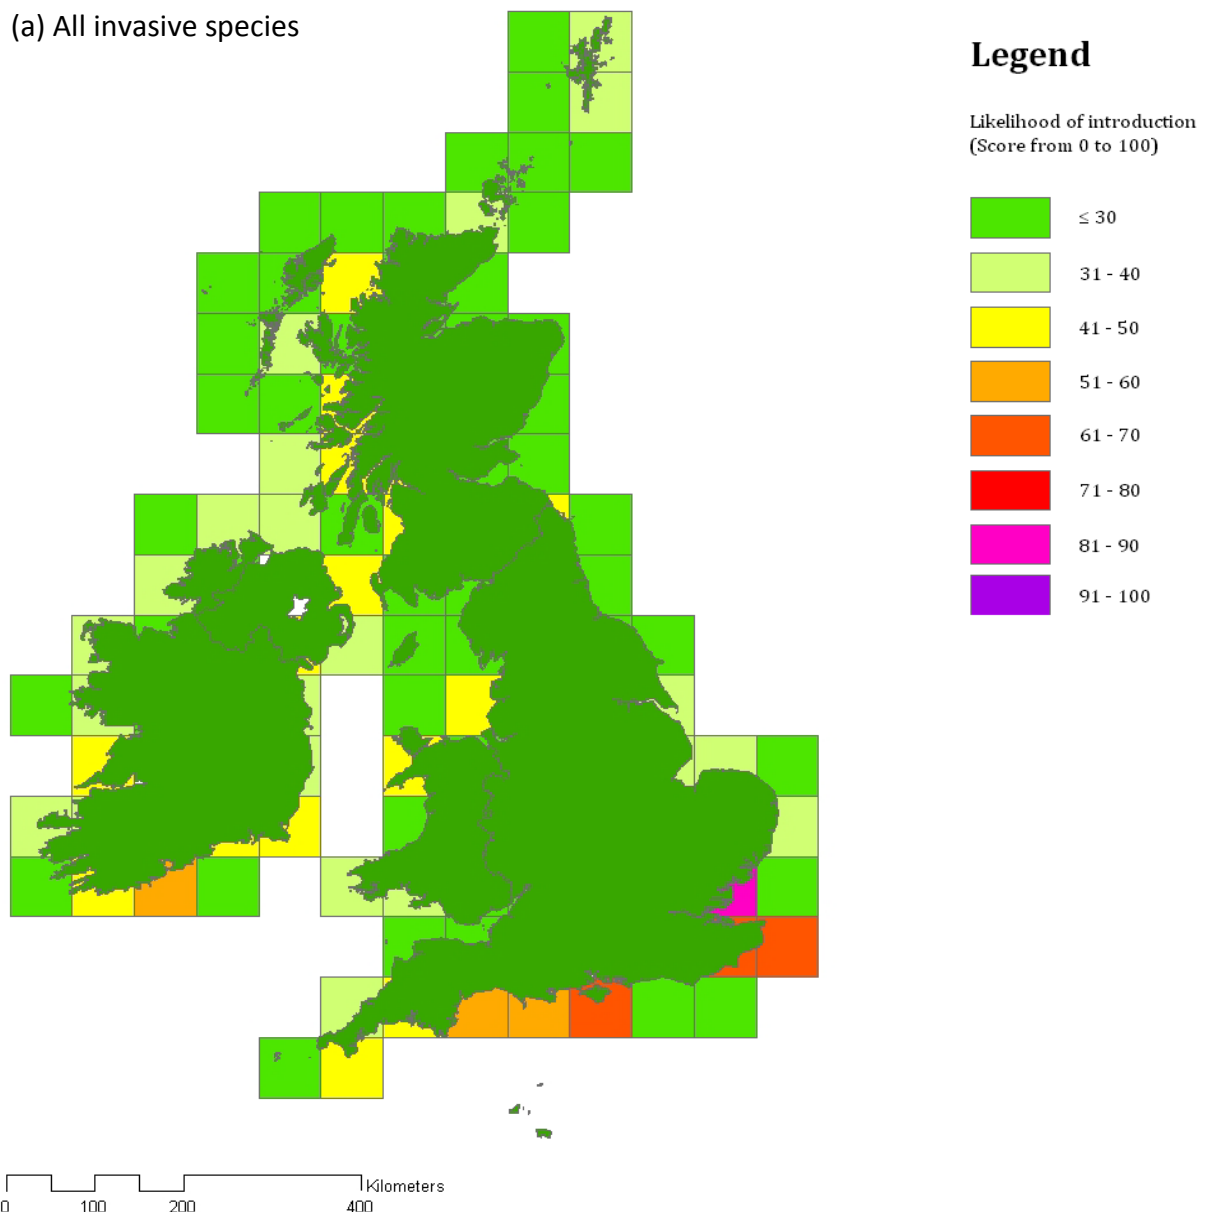 (a) All invasive species
Legend
Likelihood of introduction
(Score from 0 to 100)
≤ 30
31 - 40
41 - 50
51 - 60
61 - 70
71 - 80
81 - 90
91 - 100
Kilometers
0 100 200 400